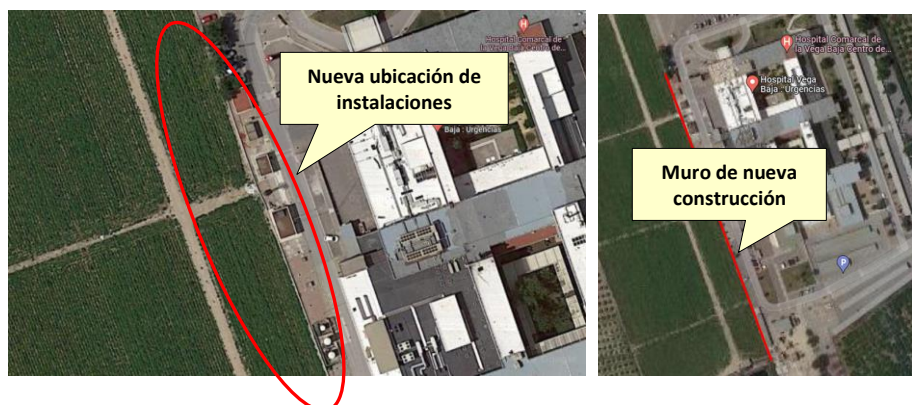 Hospital Comarcal de
la Vega Baja Centro de...
Nueva ubicación de
instalaciones
Baja : Urgencias
Hospital Comarcal de
la Vega Baja Centro de...
Hospital Vega
Baja : Urgencias
Muro de nueva
construcción
P